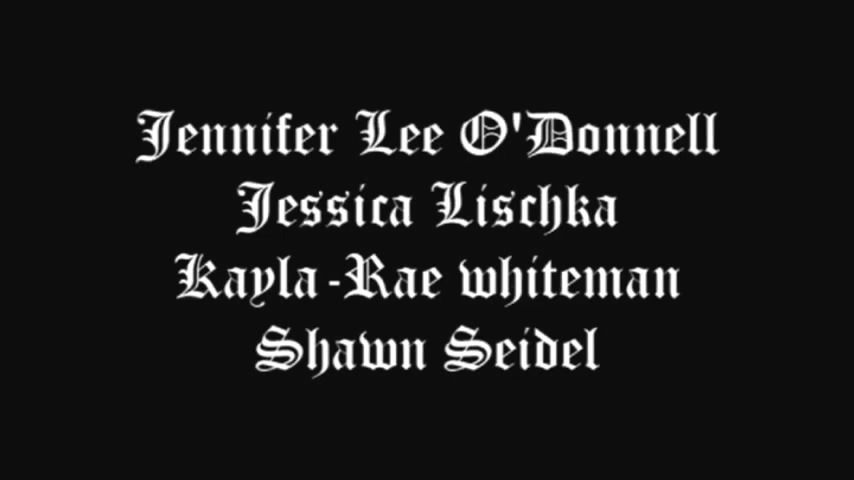 Jennifer Lee O'Donnell
Jessica Lischka
Kayla-Rae whiteman
Shawn Seidel